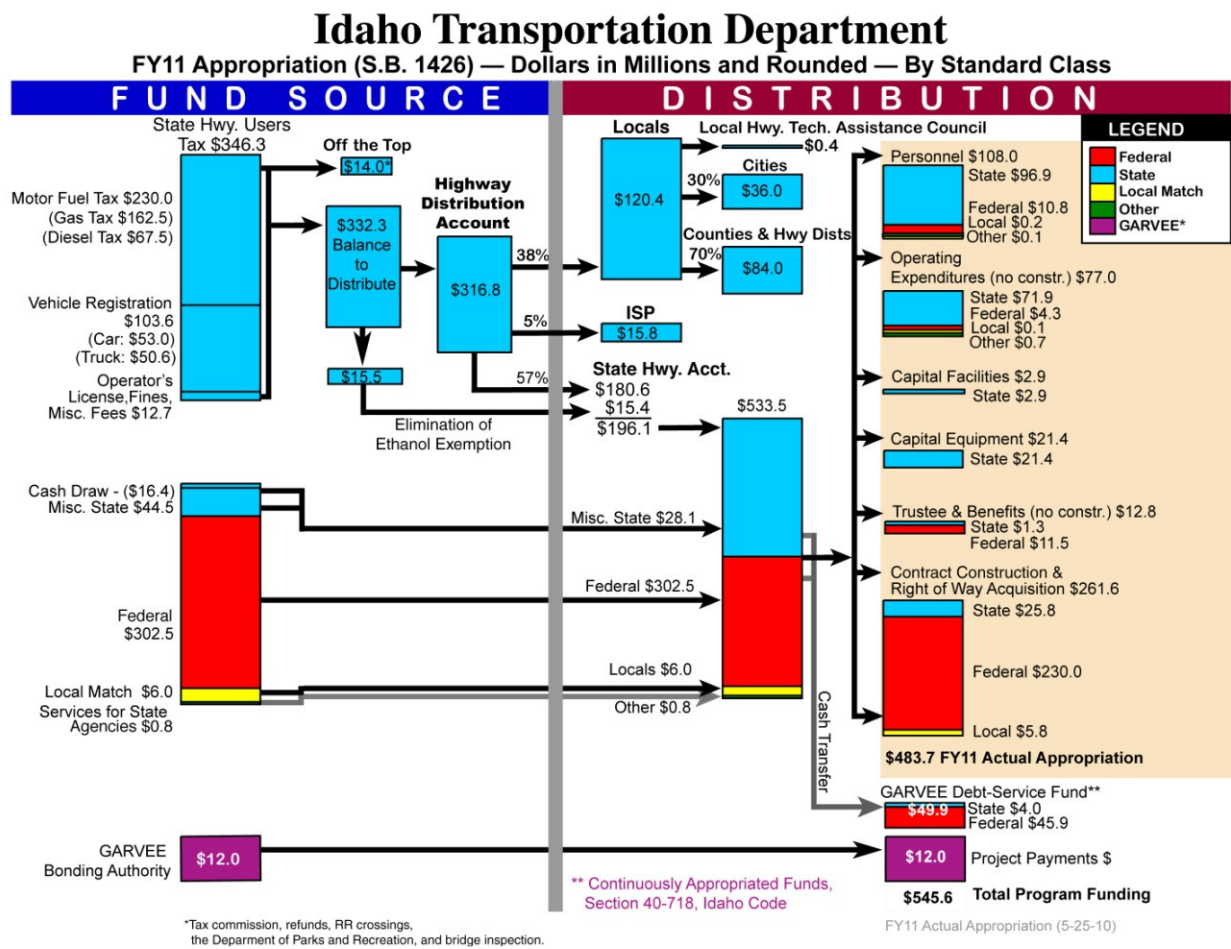 Idaho Transportation Department
FY11 Appropriation (S.B. 1426) — Dollars in Millions and Rounded — By Standard Class
FUND SOURCE
DISTRIBUTION
State Hwy. Users
Tax $346.3
Motor Fuel Tax $230.0
(Gas Tax $162.5)
(Diesel Tax $67.5)
Vehicle Registration
$103.6
(Car: $53.0)
(Truck: $50.6)
Operator's
License,Fines,
Misc. Fees $12.7
Off the Top
$14.0*
$332.3
Balance
to
Distribute
$15.5
Highway
Distribution
Account
$316.8
38%
5%
57%
Elimination of
Ethanol Exemption
Cash Draw - ($16.4)
Misc. State $44.5
Federal
$302.5
Local Match $6.0
Services for State
Agencies $0.8
GARVEE
Bonding Authority
$12.0
*Tax commission, refunds, RR crossings,
the Deparment of Parks and Recreation, and bridge inspection.
Locals
$120.4
Local Hwy. Tech. Assistance Council
$0.4
30%
Cities
$36.0
Counties & Hwy Dists
70%
$84.0
ISP
$15.8
State Hwy. Acct.
$180.6
$15.4
$196.1
$533.5
Misc. State $28.1
Federal $302.5
Locals $6.0
Other $0.8
Cash Transfer
** Continuously Appropriated Funds,
Section 40-718, Idaho Code
LEGEND
Federal
State
Local Match
Other
GARVEE*
Personnel $108.0
State $96.9
Federal $10.8
Local $0.2
Other $0.1
Operating
Expenditures (no constr.) $77.0
State $71.9
Federal $4.3
Local $0.1
Other $0.7
Capital Facilities $2.9
State $2.9
Capital Equipment $21.4
State $21.4
Trustee & Benefits (no constr.) $12.8
State $1.3
Federal $11.5
Contract Construction &
Right of Way Acquisition $261.6
State $25.8
Federal $230.0
Local $5.8
$483.7 FY11 Actual Appropriation
GARVEE Debt-Service Fund**
$49.9
State $4.0
Federal $45.9
$12.0
Project Payments $
$545.6 Total Program Funding
FY11 Actual Appropriation (5-25-10)